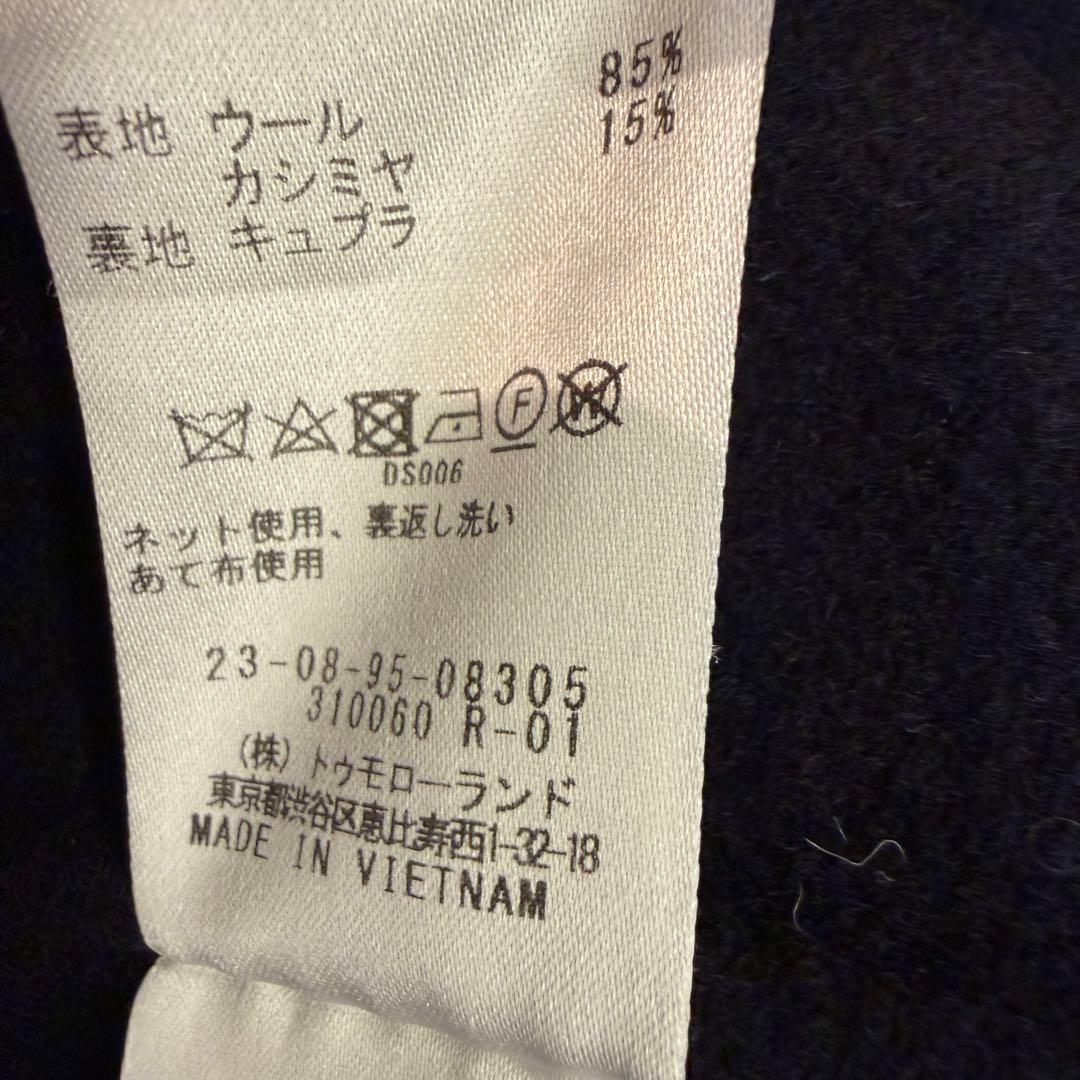 表地 ウール 85%
カシミヤ 15%
裏地 キュプラ
F W
DS006
ネット使用、裏返し洗い
あて布使用
23-08-95-08305
310060 R-01
(株)トゥモローランド
東京都渋谷区恵比寿西1-32-18
MADE IN VIETNAM